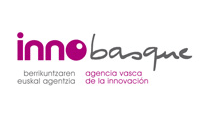 innobasque
berrikuntzaren
euskal agentzia
agencia vasca
de la innovación